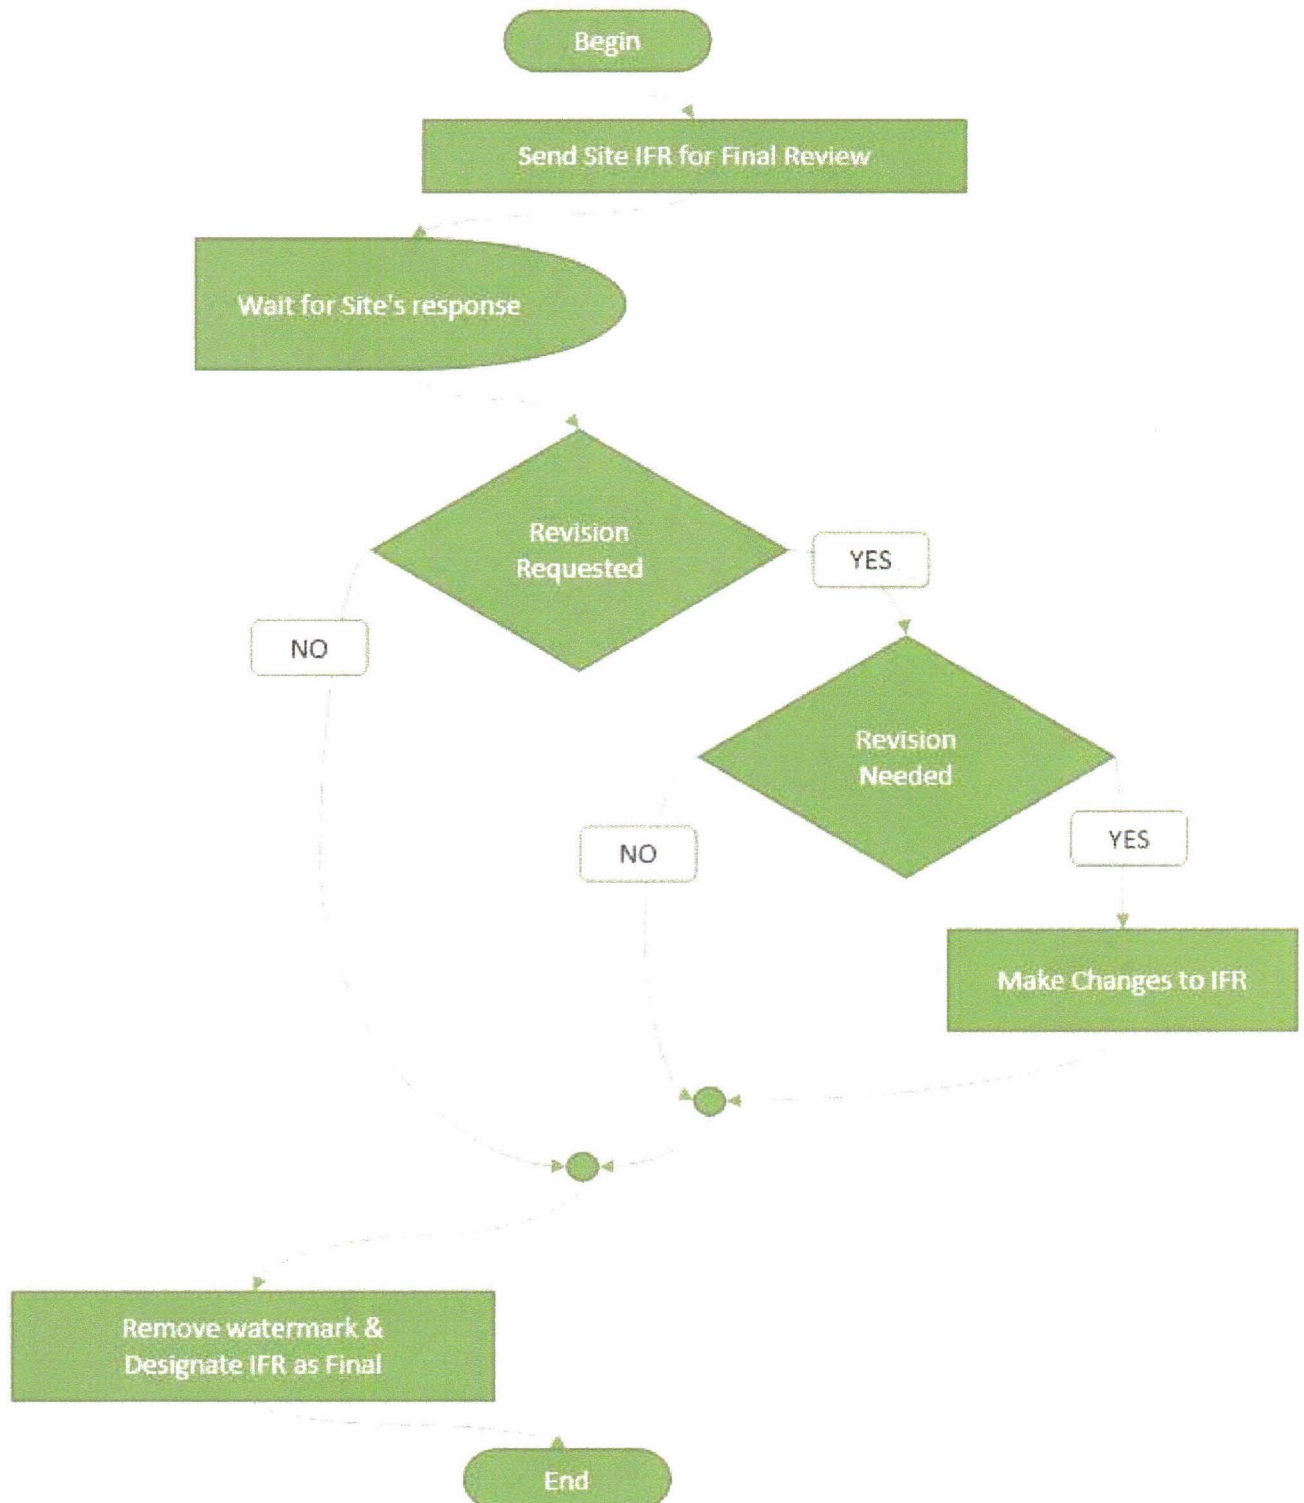 Begin
Send Site IFR for Final Review
Wait for Site's response
Revision
Requested
YES
NO
Revision
Needed
YES
NO
Make Changes to IFR
Remove watermark &
Designate IFR as Final
End